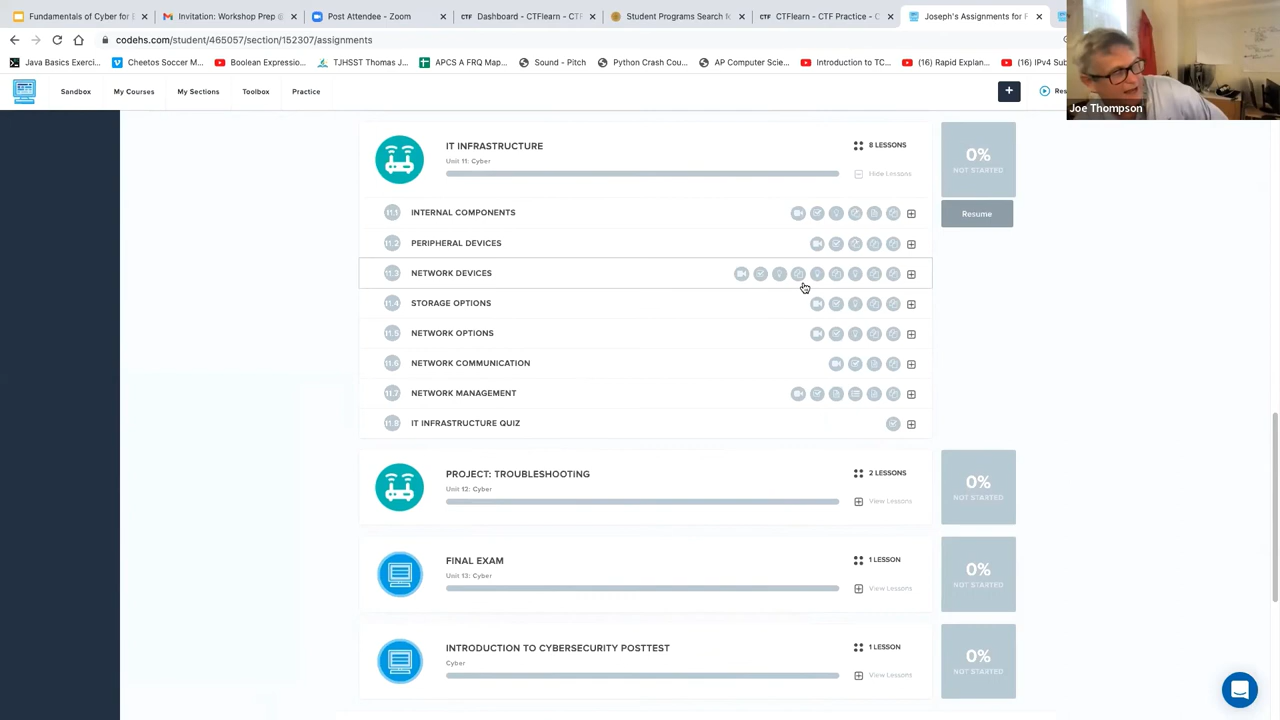 Fundamentals of Cyber for B
Invitation: Workshop Prep @
Post Attendee - Zoom
CTF Dashboard - CTFlearn - CTF
Student Programs Search fo
CTF CTFlearn - CTF Practice - C
Joseph's Assignments for F
codehs.com/student/465057/section/152307/assignments
Java Basics Exerci...
Cheetos Soccer M...
Boolean Expressio...
TJHSST Thomas J...
APCS A FRQ Map...
Sound - Pitch
Python Crash Cou...
AP Computer Scie...
Introduction to TC...
(16) Rapid Explan...
(16) IPv4 Sub
Sandbox
My Courses
My Sections
Toolbox
Practice
+
Joe Thompson
IT INFRASTRUCTURE
8 LESSONS
Unit 11: Cyber
Hide Lessons
0%
NOT STARTED
Resume
11.1 INTERNAL COMPONENTS
11.2 PERIPHERAL DEVICES
11.3 NETWORK DEVICES
11.4 STORAGE OPTIONS
11.5 NETWORK OPTIONS
11.6 NETWORK COMMUNICATION
11.7 NETWORK MANAGEMENT
11.8 IT INFRASTRUCTURE QUIZ
PROJECT: TROUBLESHOOTING
2 LESSONS
Unit 12: Cyber
View Lessons
0%
NOT STARTED
FINAL EXAM
1 LESSON
Unit 13: Cyber
View Lessons
0%
NOT STARTED
INTRODUCTION TO CYBERSECURITY POSTTEST
1 LESSON
Cyber
View Lessons
0%
NOT STARTED